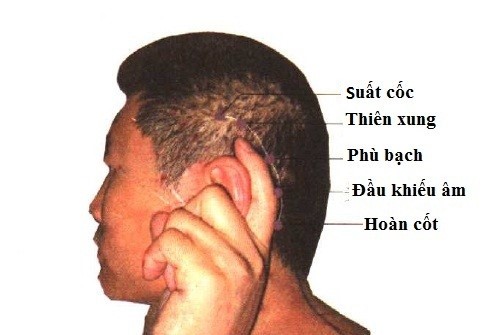 Suất cốc
Thiên xung
Phù bạch
Đầu khiếu âm
Hoàn cốt